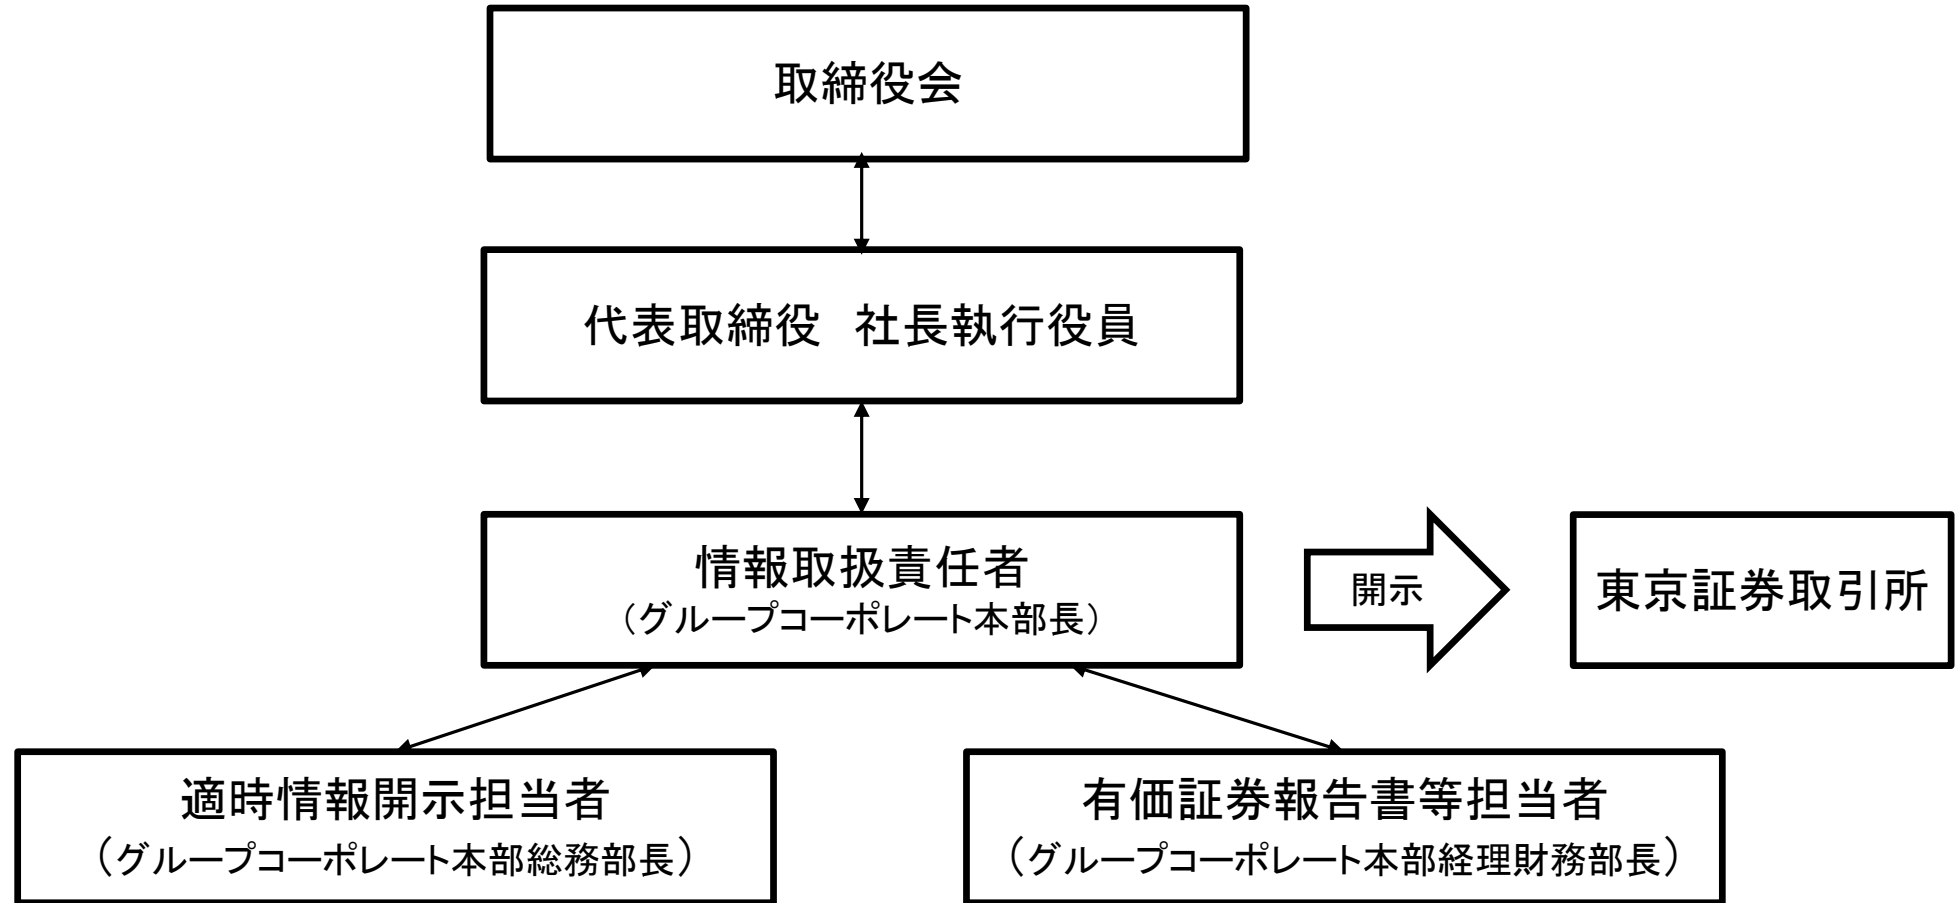 取締役会
代表取締役　社長執行役員
情報取扱責任者
（グループコーポレート本部長）
開示
東京証券取引所
適時情報開示担当者
（グループコーポレート本部総務部長）
有価証券報告書等担当者
（グループコーポレート本部経理財務部長）